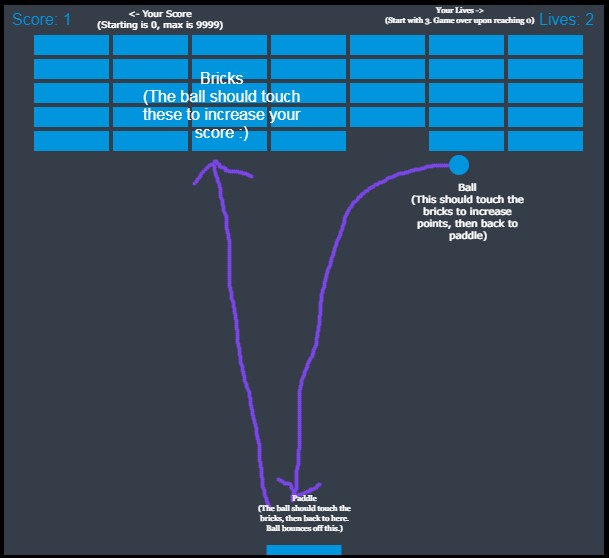 Score: 1
<- Your Score
(Starting is 0, max is 9999)
Your Lives ->
(Start with 3. Game over upon reaching 0)
Lives: 2
Bricks
(The ball should touch
these to increase your
score :)
Ball
(This should touch the
bricks to increase
points, then back to
paddle)
Paddle
(The ball should touch the
bricks, then back to here.
Ball bounces off this.)